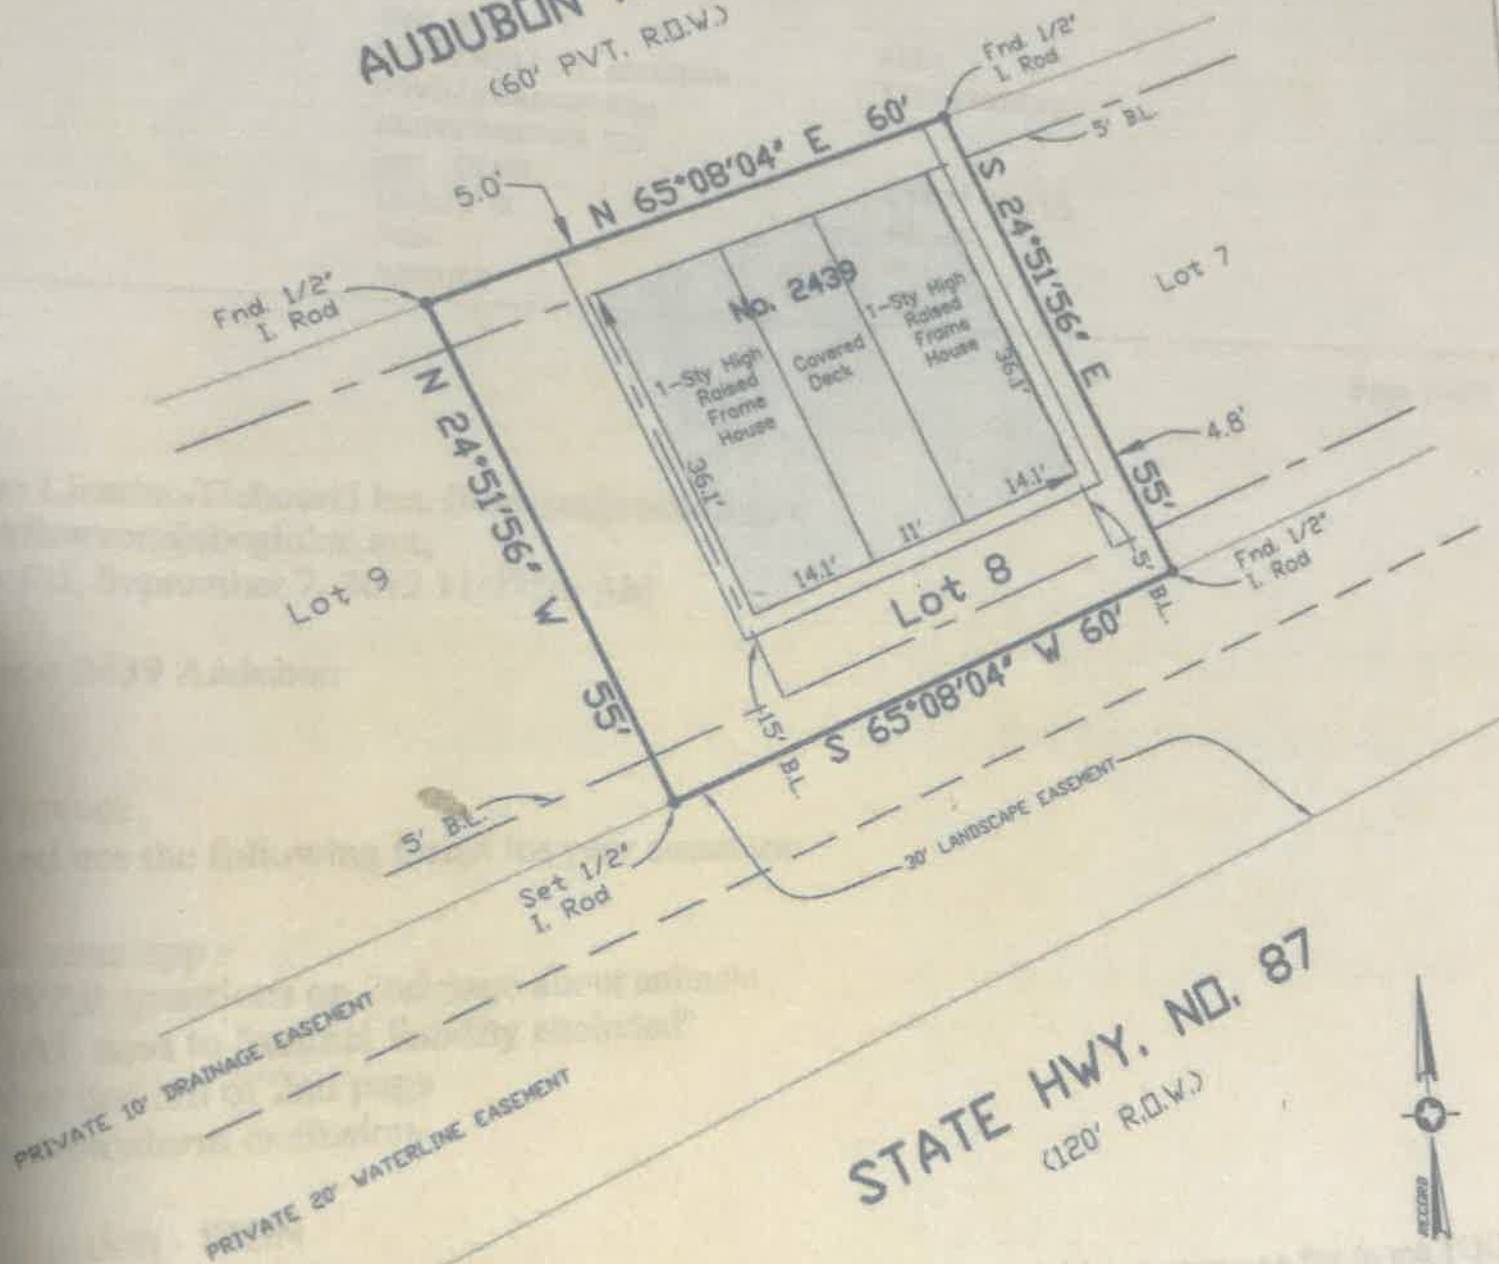 AUDUBON
(60' PVT. R.O.W.)
Fnd. 1/2"
I. Rod
5' B.L.
N 65°08'04" E 60'
5.0'
Fnd. 1/2"
I. Rod
S 24°51'56" E 55'
Lot 7
No. 2439
1-Sty High
Raised
Frame
House
Covered
Deck
1-Sty High
Raised
Frame
House
36.1'
36.1'
14.1'
11'
14.1'
4.8'
N 24°51'56" W 55'
Lot 9
Lot 8
5' B.L.
Fnd. 1/2"
I. Rod
15' B.L.
S 65°08'04" W 60'
5' B.L.
Set 1/2"
I. Rod
30' LANDSCAPE EASEMENT
PRIVATE 10' DRAINAGE EASEMENT
PRIVATE 20' WATERLINE EASEMENT
STATE HWY. NO. 87
(120' R.O.W.)
RECORD